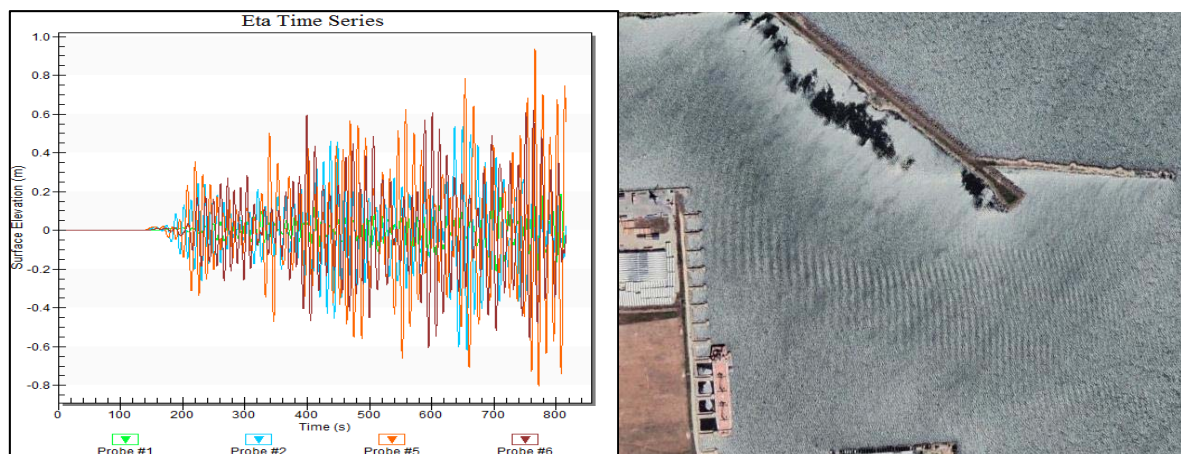 Eta Time Series
Surface Elevation (m)
1.0
0.8
0.6
0.4
0.2
0
-0.2
-0.4
-0.6
-0.8
0 100 200 300 400 500 600 700 800
Time (s)
Probe #1 Probe #2 Probe #5 Probe #6